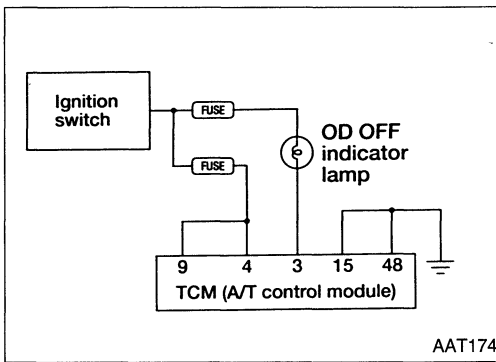 Ignition
switch
FUSE
FUSE
OD OFF
indicator
lamp
9 4 3 15 48
TCM (A/T control module)
AAT174